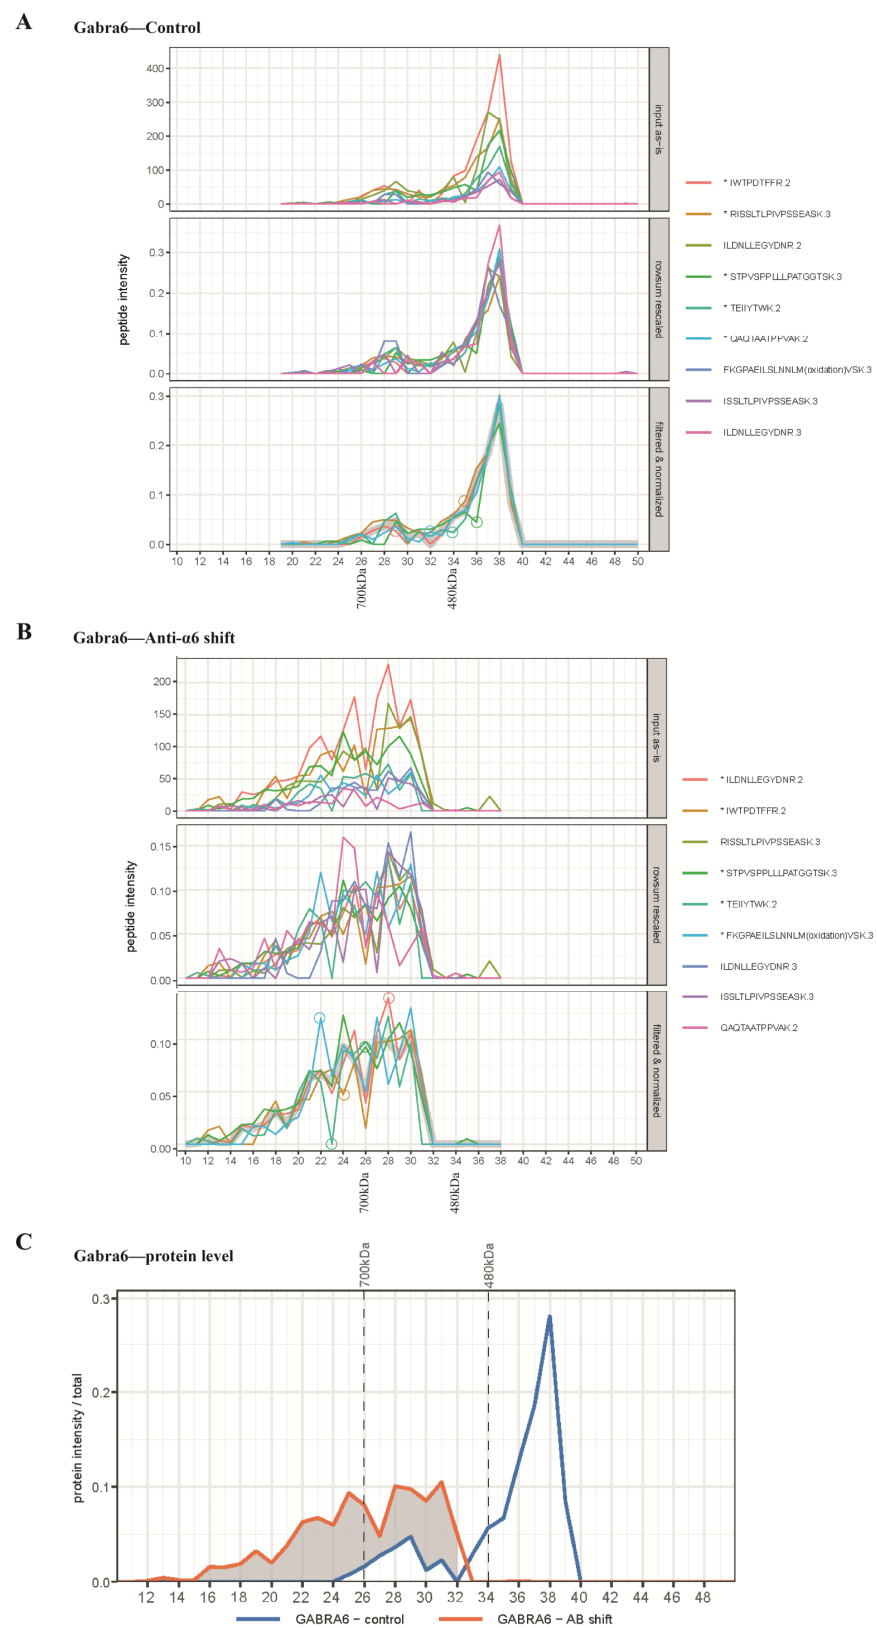 A
Gabra6—Control
peptide intensity
400
300
200
100
0
input as-is
0.3
0.2
0.1
0.0
rowsum rescaled
0.3
0.2
0.1
0.0
filtered & normalized
10 12 14 16 18 20 22 24 26 28 30 32 34 36 38 40 42 44 46 48 50
700kDa
480kDa
* IWTPDTFFR.2
* RISSLTLPIVPSSEASK.3
ILDNLLEGYDNR.2
* STPVSPPLLLPATGGTSK.3
* TEIIYTWK.2
* QAQTAATPPVAK.2
FKGPAEILSLNNLM(oxidation)VSK.3
ISSLTLPIVPSSEASK.3
ILDNLLEGYDNR.3
B
Gabra6—Anti-α6 shift
peptide intensity
200
150
100
50
0
input as-is
0.15
0.10
0.05
0.00
rowsum rescaled
0.10
0.05
0.00
filtered & normalized
10 12 14 16 18 20 22 24 26 28 30 32 34 36 38 40 42 44 46 48 50
700kDa
480kDa
* ILDNLLEGYDNR.2
* IWTPDTFFR.2
RISSLTLPIVPSSEASK.3
* STPVSPPLLLPATGGTSK.3
* TEIIYTWK.2
* FKGPAEILSLNNLM(oxidation)VSK.3
ILDNLLEGYDNR.3
ISSLTLPIVPSSEASK.3
QAQTAATPPVAK.2
C
Gabra6—protein level
700kDa
480kDa
protein intensity / total
0.3
0.2
0.1
0.0
12 14 16 18 20 22 24 26 28 30 32 34 36 38 40 42 44 46 48
GABRA6 – control
GABRA6 – AB shift